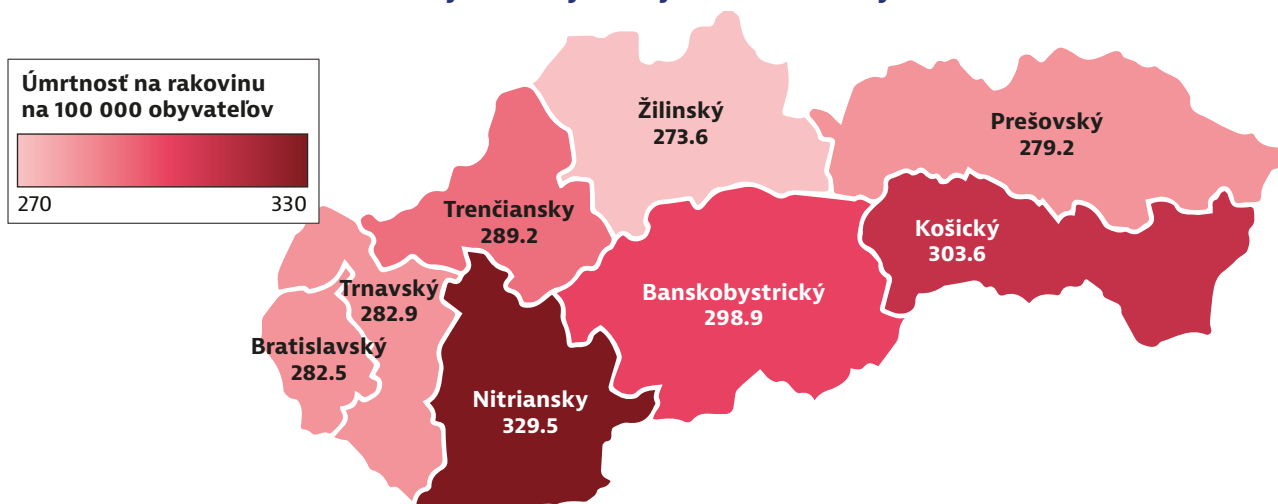 Úmrtnosť na rakovinu
na 100 000 obyvateľov
270
330
Žilinský
273.6
Prešovský
279.2
Trenčiansky
289.2
Košický
303.6
Trnavský
282.9
Banskobystrický
298.9
Bratislavský
282.5
Nitriansky
329.5